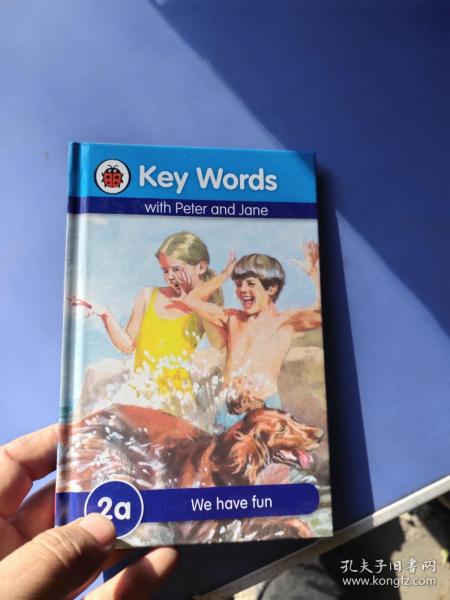 Key Words
with Peter and Jane
2a
We have fun
孔夫子旧书网
www.kongfz.com